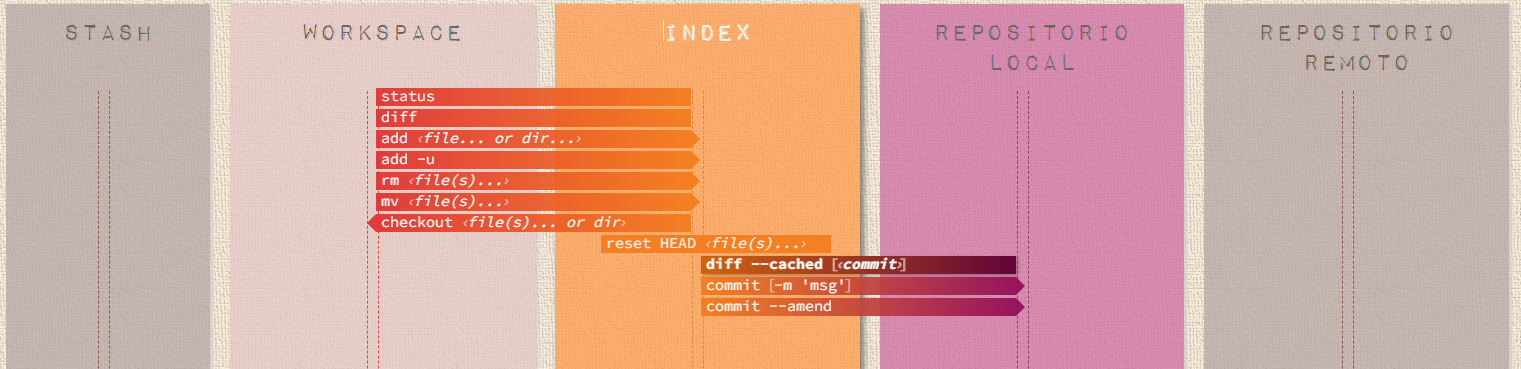 STASH
WORKSPACE
INDEX
REPOSITORIO
LOCAL
REPOSITORIO
REMOTO
status
diff
add ‹file... or dir...›
add -u
rm ‹file(s)...›
mv ‹file(s)...›
checkout ‹file(s)... or dir›
reset HEAD ‹file(s)...›
diff --cached [‹commit›]
commit [-m 'msg']
commit --amend